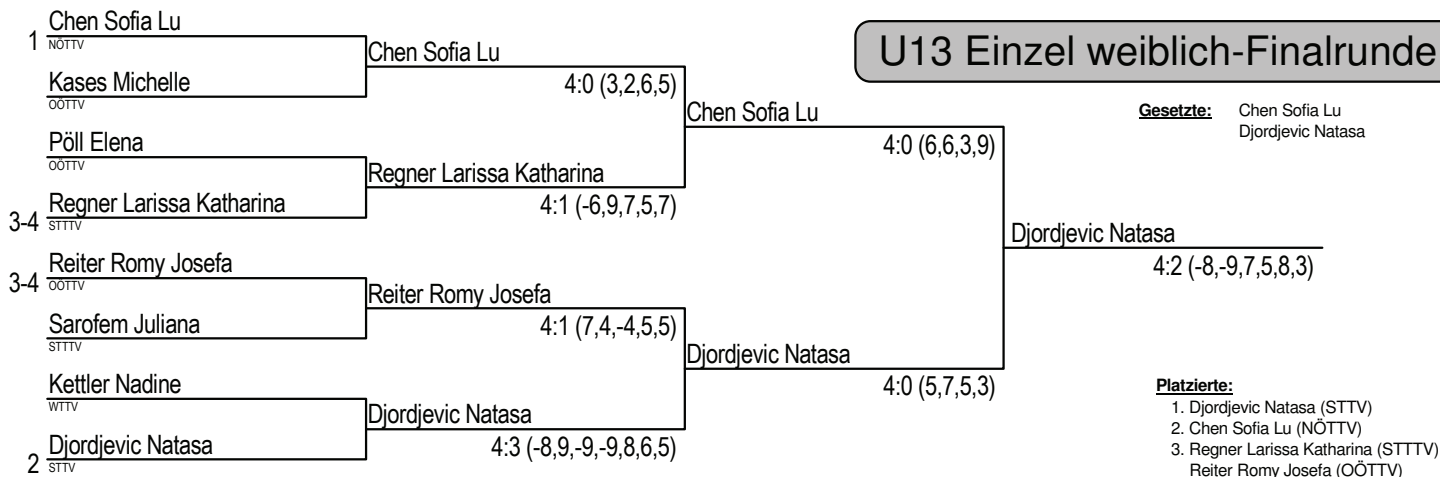 U13 Einzel weiblich-Finalrunde
Gesetzte: Chen Sofia Lu
Djordjevic Natasa
1 Chen Sofia Lu
NÖTTV
Kases Michelle
OÖTTV
Pöll Elena
OÖTTV
3-4 Regner Larissa Katharina
STTTV
3-4 Reiter Romy Josefa
OÖTTV
Sarofem Juliana
STTTV
Kettler Nadine
WTTV
2 Djordjevic Natasa
STTV
Chen Sofia Lu
4:0 (3,2,6,5)
Regner Larissa Katharina
4:1 (-6,9,7,5,7)
Reiter Romy Josefa
4:1 (7,4,-4,5,5)
Djordjevic Natasa
4:3 (-8,9,-9,-9,8,6,5)
Chen Sofia Lu
4:0 (6,6,3,9)
Djordjevic Natasa
4:0 (5,7,5,3)
Djordjevic Natasa
4:2 (-8,-9,7,5,8,3)
Platzierte:
1. Djordjevic Natasa (STTV)
2. Chen Sofia Lu (NÖTTV)
3. Regner Larissa Katharina (STTTV)
Reiter Romy Josefa (OÖTTV)